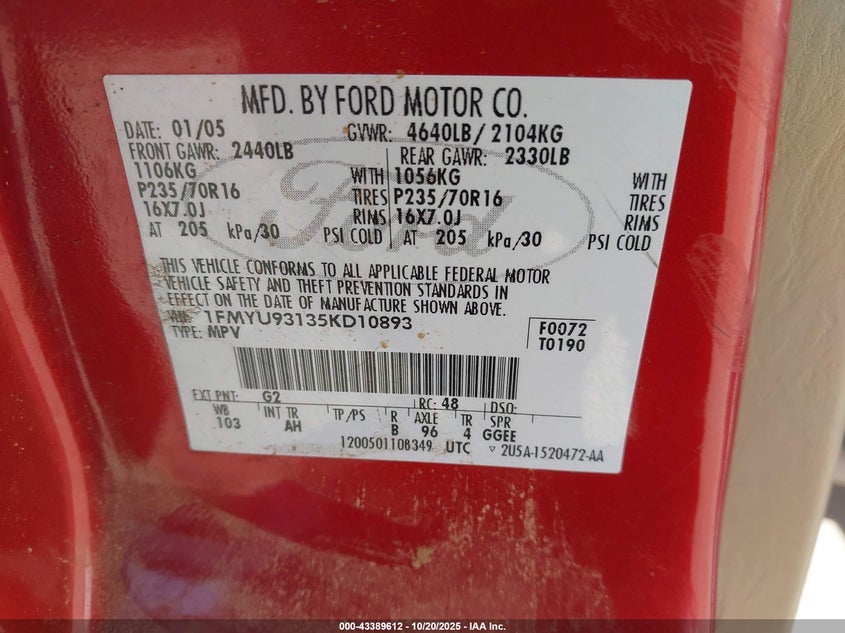 MFD. BY FORD MOTOR CO.
DATE: 01/05 GVWR: 4640LB/2104KG
FRONT GAWR: 2440LB REAR GAWR: 2330LB
1106KG WITH 1056KG WITH
P235/70R16 TIRES P235/70R16 TIRES
16X7.0J RIMS 16X7.0J RIMS
AT 205 kPa/30 PSI COLD AT 205 kPa/30 PSI COLD
Ford
THIS VEHICLE CONFORMS TO ALL APPLICABLE FEDERAL MOTOR
VEHICLE SAFETY AND THEFT PREVENTION STANDARDS IN
EFFECT ON THE DATE OF MANUFACTURE SHOWN ABOVE.
VIN: 1FMYU93135KD10893 F0072
TYPE: MPV T0190
EXT PNT: G2 RC: 48 DSO:
WB INT TR TP/PS R AXLE TR SPR
103 AH B 96 4 GGEE
1200501108349 UTC ▽ 2U5A-1520472-AA
000-43389612 - 10/20/2025 - IAA Inc.